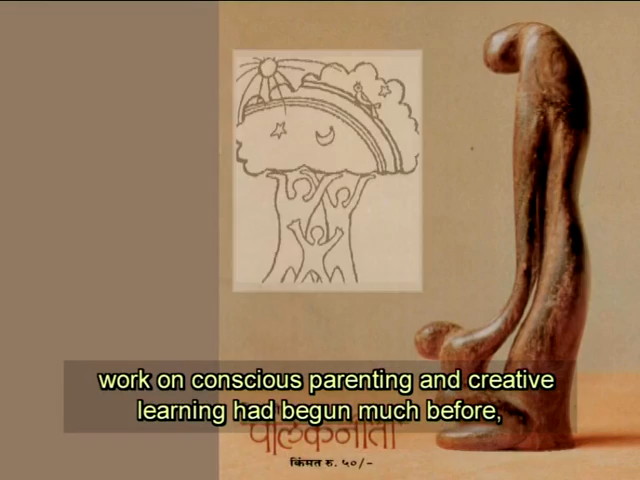 work on conscious parenting and creative
learning had begun much before,
पालकनीती
किंमत रु. ५०/-